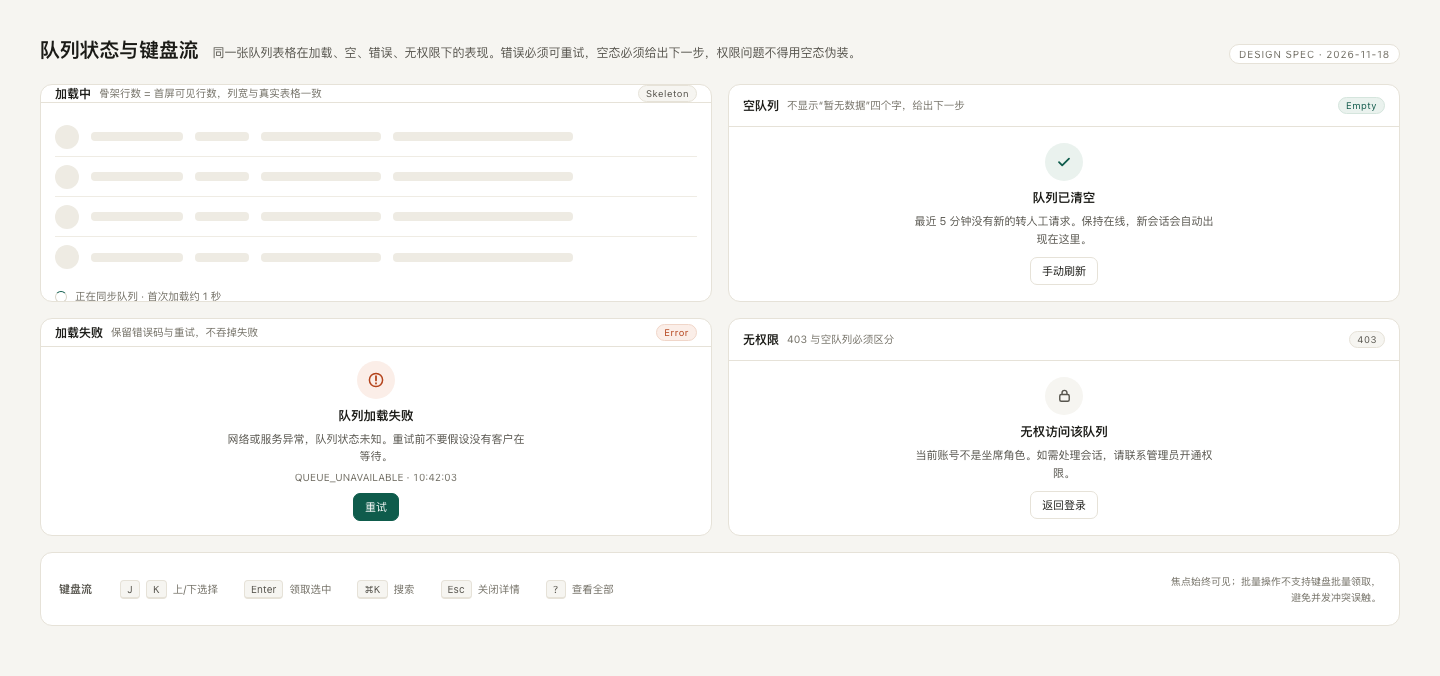 队列状态与键盘流 同一张队列表格在加载、空、错误、无权限下的表现。错误必须可重试，空态必须给出下一步，权限问题不得用空态伪装。 DESIGN SPEC · 2026-11-18
加载中 骨架行数 = 首屏可见行数，列宽与真实表格一致 Skeleton
正在同步队列 · 首次加载约 1 秒
空队列 不显示“暂无数据”四个字，给出下一步 Empty
队列已清空
最近 5 分钟没有新的转人工请求。保持在线，新会话会自动出
现在这里。
手动刷新
加载失败 保留错误码与重试，不吞掉失败 Error
队列加载失败
网络或服务异常，队列状态未知。重试前不要假设没有客户在
等待。
QUEUE_UNAVAILABLE · 10:42:03
重试
无权限 403 与空队列必须区分 403
无权访问该队列
当前账号不是坐席角色。如需处理会话，请联系管理员开通权
限。
返回登录
键盘流 J K 上/下选择 Enter 领取选中 ⌘K 搜索 Esc 关闭详情 ? 查看全部
焦点始终可见；批量操作不支持键盘批量领取，
避免并发冲突误触。